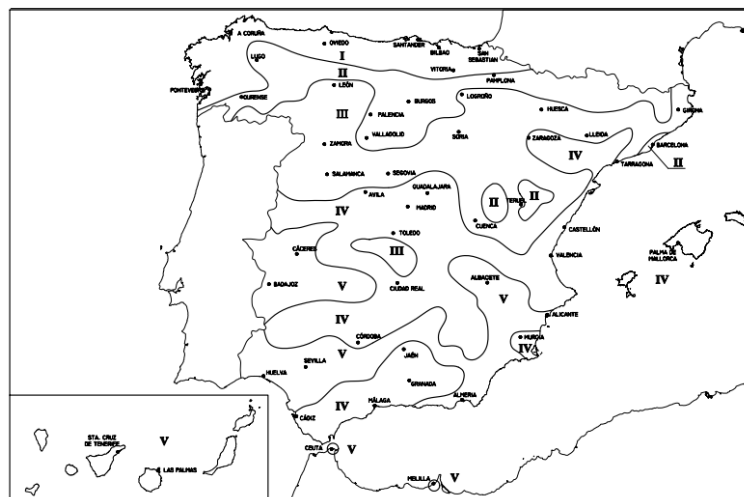 A CORUÑA
OVIEDO
SANTANDER
BILBAO
SAN
SEBASTIAN
LUGO
I
VITORIA
PAMPLONA
II
PONTEVEDRA
OURENSE
LEÓN
BURGOS
LOGROÑO
HUESCA
GIRONA
III
PALENCIA
VALLADOLID
ZAMORA
SORIA
ZARAGOZA
LLEIDA
IV
BARCELONA
TARRAGONA
II
SALAMANCA
SEGOVIA
AVILA
GUADALAJARA
IV
MADRID
II
II
TERUEL
CUENCA
CASTELLÓN
TOLEDO
III
CÁCERES
VALENCIA
PALMA DE
MALLORCA
IV
BADAJOZ
V
CIUDAD REAL
ALBACETE
V
IV
ALICANTE
MURCIA
IV
CÓRDOBA
V
JAÉN
SEVILLA
HUELVA
GRANADA
IV
MÁLAGA
ALMERIA
CÁDIZ
STA. CRUZ
DE TENERIFE
V
LAS PALMAS
CEUTA
V
MELILLA
V